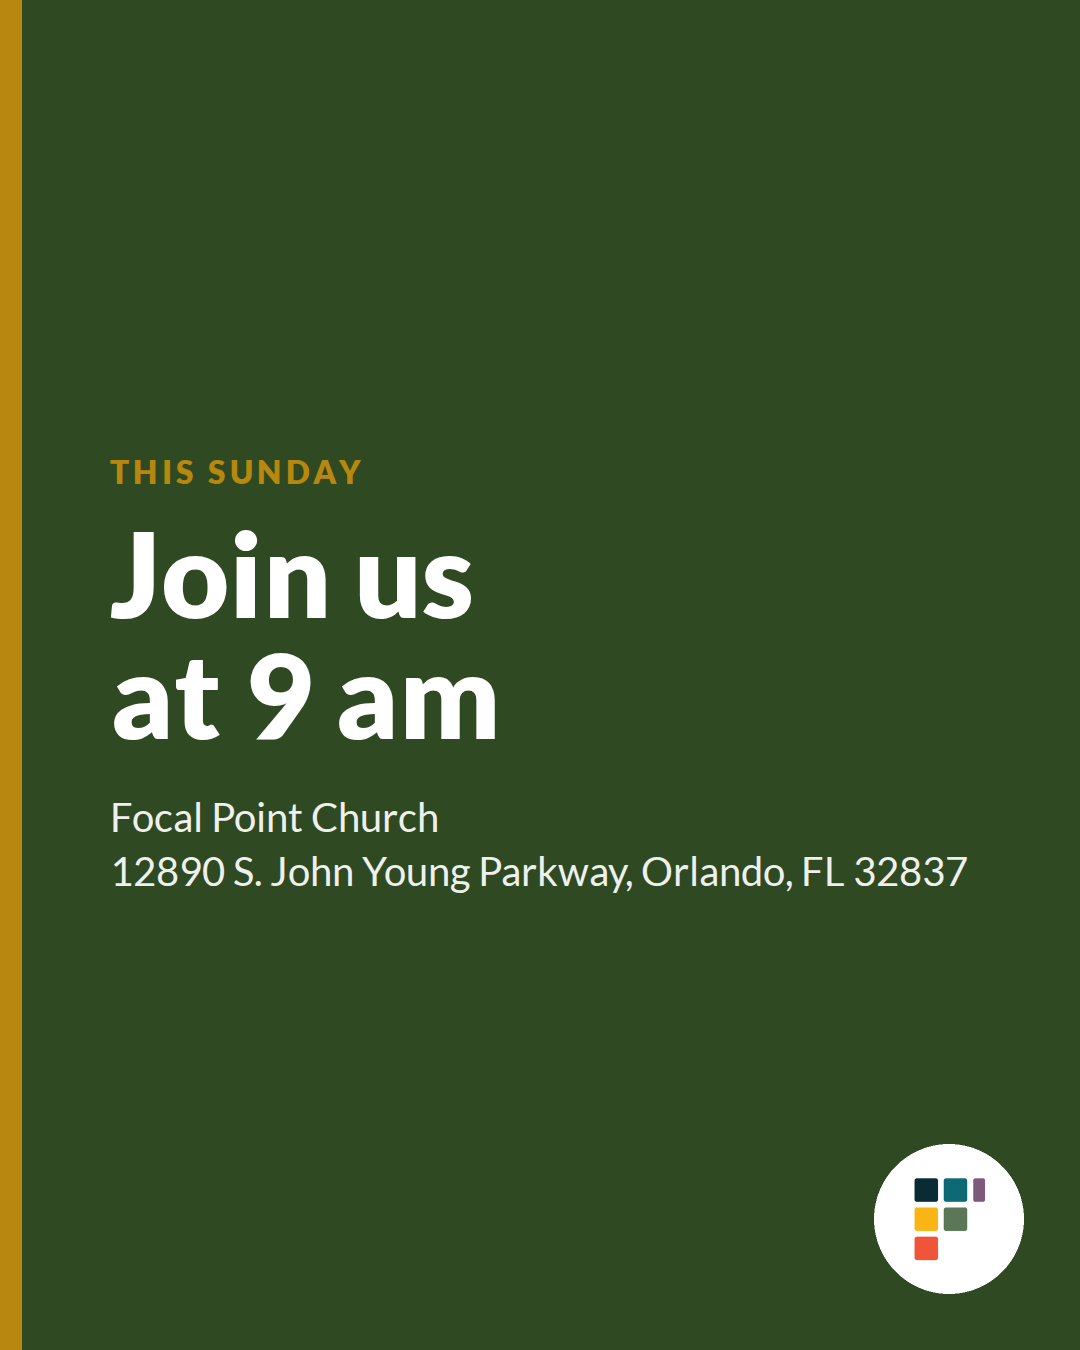 THIS SUNDAY
Join us
at 9 am
Focal Point Church
12890 S. John Young Parkway, Orlando, FL 32837